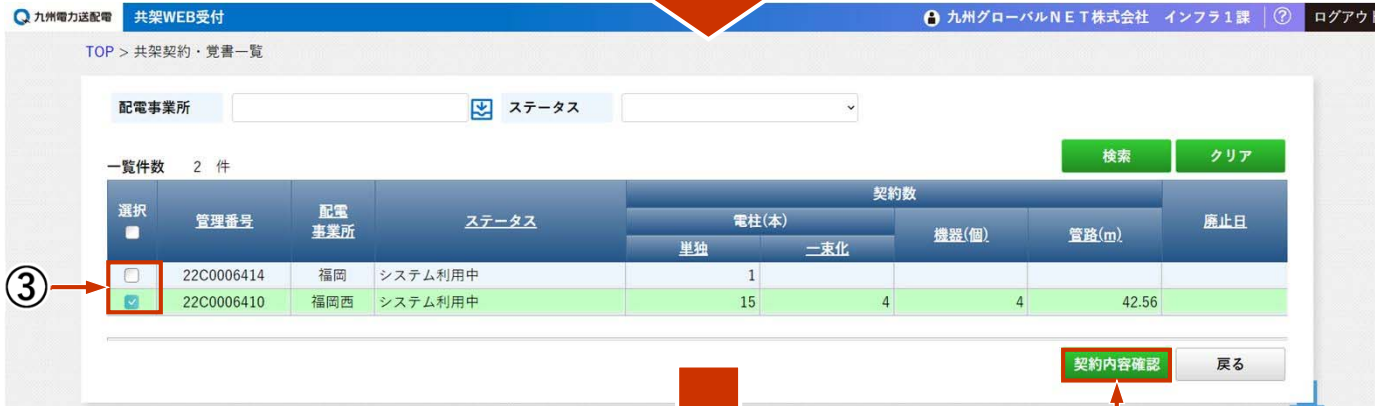 九州電力送配電 共架WEB受付 九州グローバルNET株式会社 インフラ1課 ? ログアウト
TOP > 共架契約・覚書一覧
配電事業所 ステータス
一覧件数 2 件 検索 クリア
選択 管理番号 配電事業所 ステータス 契約数 廃止日
電柱(本) 機器(個) 管路(m)
単独 一束化
22C0006414 福岡 システム利用中 1
22C0006410 福岡西 システム利用中 15 4 4 42.56
③
契約内容確認 戻る